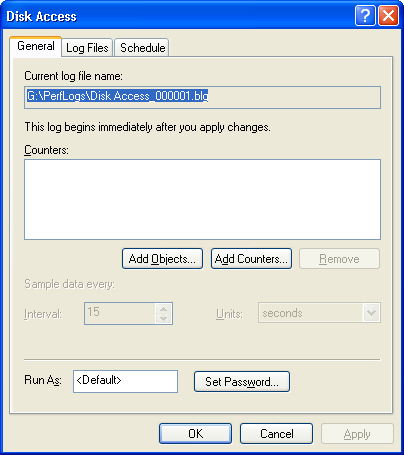 Disk Access
General Log Files Schedule
Current log file name:
G:\PerfLogs\Disk Access_000001.blg
This log begins immediately after you apply changes.
Counters:
Add Objects... Add Counters... Remove
Sample data every:
Interval: 15 Units: seconds
Run As: <Default> Set Password...
OK Cancel Apply